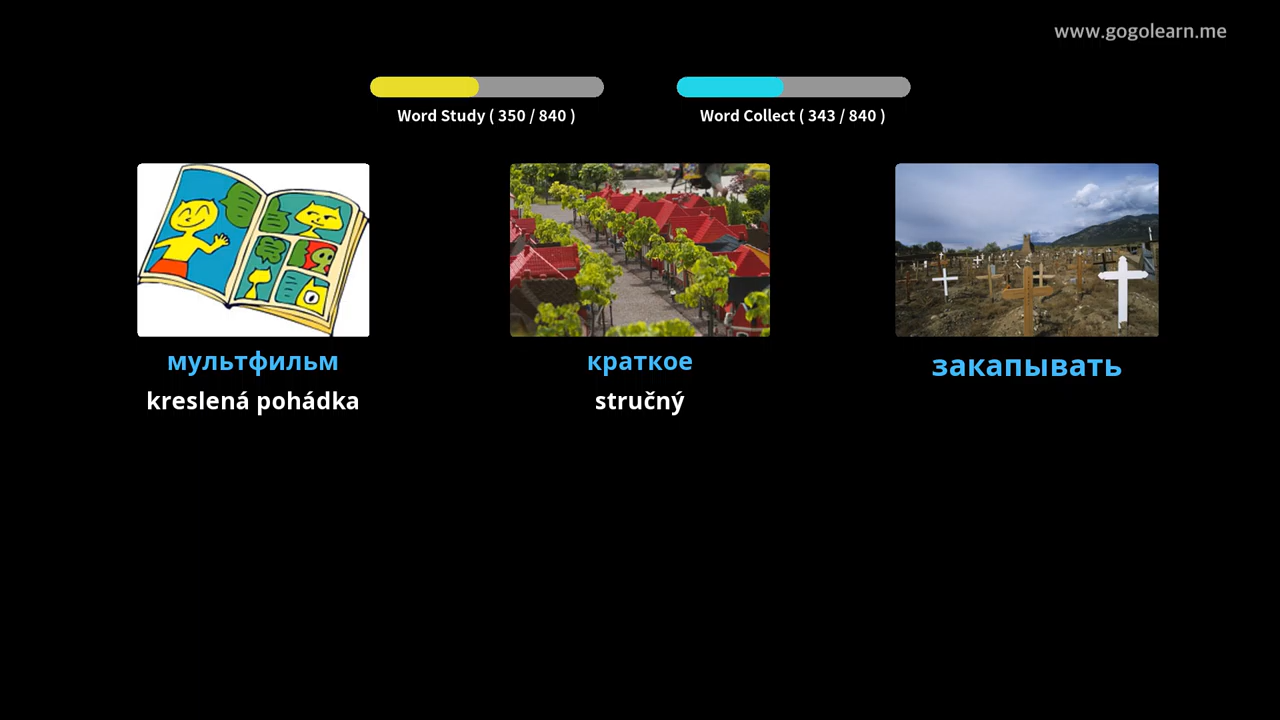 www.gogolearn.me
Word Study ( 350 / 840 )
Word Collect ( 343 / 840 )
мультфильм
kreslená pohádka
краткое
stručný
закапывать